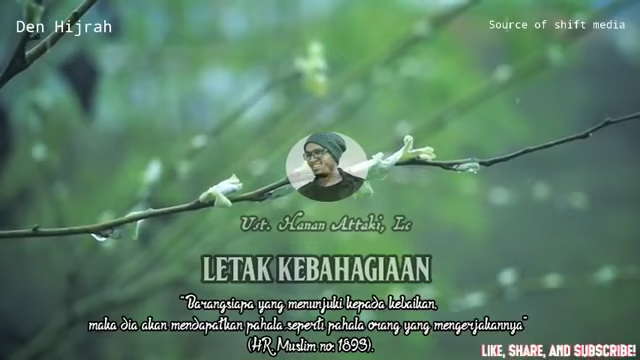 Den Hijrah
Source of shift media
Ust. Hanan Attaki, Lc
LETAK KEBAHAGIAAN
"Barangsiapa yang menunjuki kepada kebaikan,
maka dia akan mendapatkan pahala seperti pahala orang yang mengerjakannya"
(HR. Muslim no. 1893).
LIKE, SHARE, AND SUBSCRIBE!